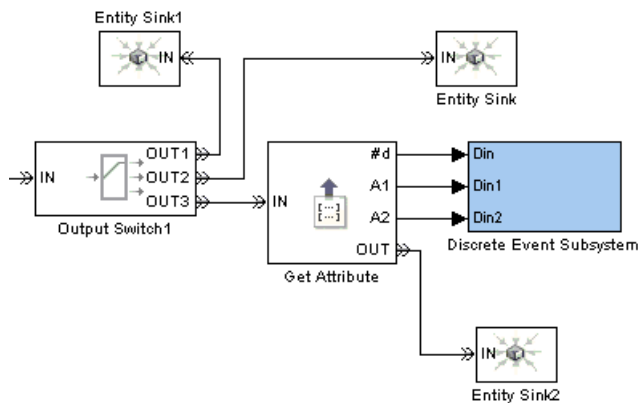 Entity Sink1
IN
IN
Entity Sink
IN
OUT1
OUT2
OUT3
Output Switch1
IN
#d
A1
A2
OUT
Get Attribute
Din
Din1
Din2
Discrete Event Subsystem
IN
Entity Sink2